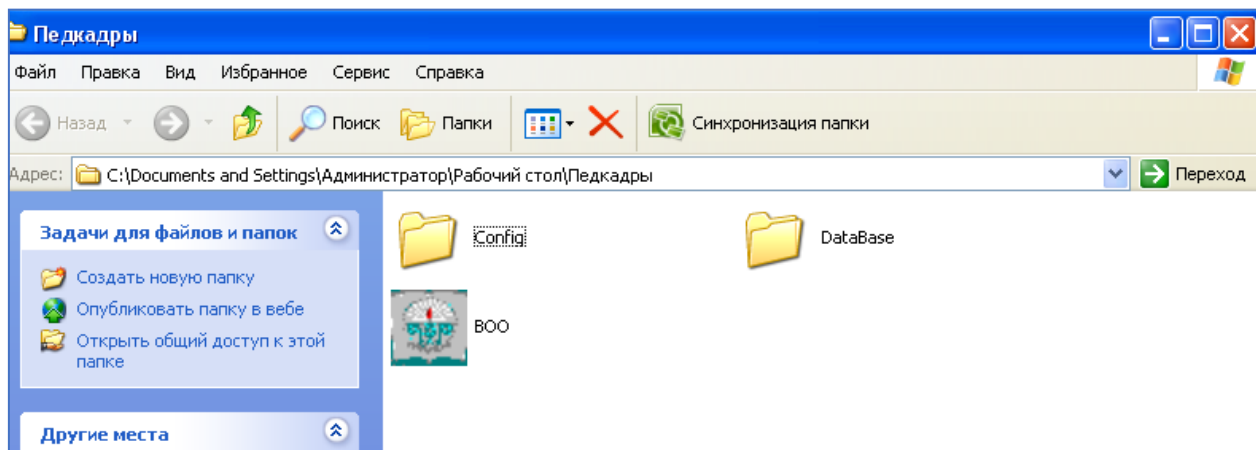 Педкадры
Файл Правка Вид Избранное Сервис Справка
Назад Поиск Папки Синхронизация папки
Адрес: C:\Documents and Settings\Администратор\Рабочий стол\Педкадры Переход
Задачи для файлов и папок
Создать новую папку
Опубликовать папку в вебе
Открыть общий доступ к этой
папке
Другие места
Config DataBase
BOO